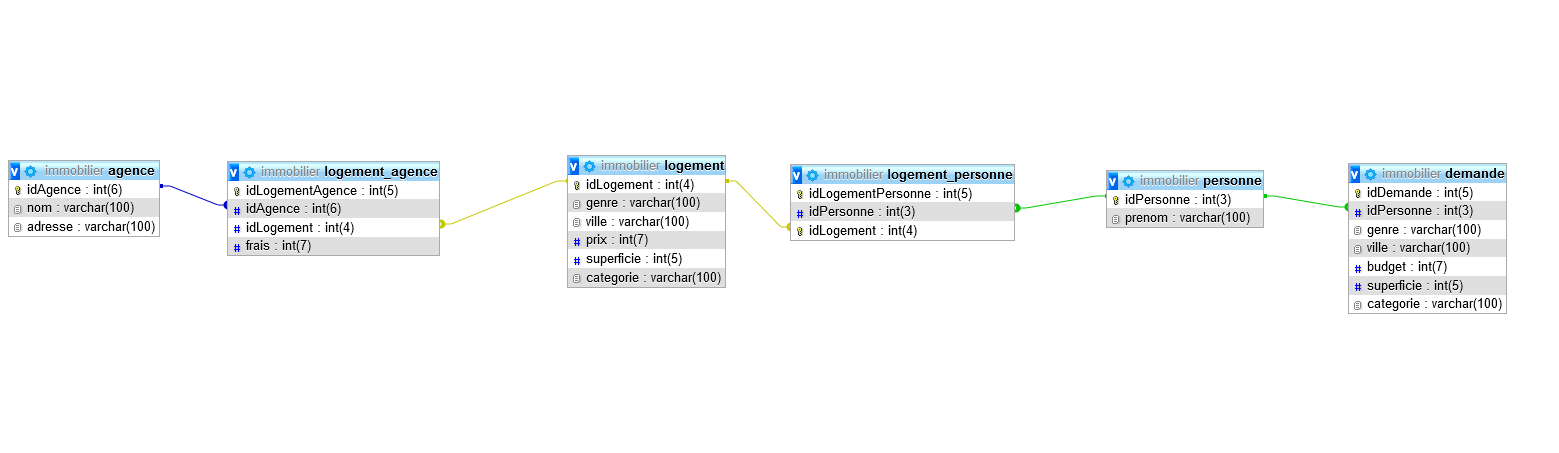 immobilier agence
idAgence : int(6)
nom : varchar(100)
adresse : varchar(100)
immobilier logement_agence
idLogementAgence : int(5)
idAgence : int(6)
idLogement : int(4)
frais : int(7)
immobilier logement
idLogement : int(4)
genre : varchar(100)
ville : varchar(100)
prix : int(7)
superficie : int(5)
categorie : varchar(100)
immobilier logement_personne
idLogementPersonne : int(5)
idPersonne : int(3)
idLogement : int(4)
immobilier personne
idPersonne : int(3)
prenom : varchar(100)
immobilier demande
idDemande : int(5)
idPersonne : int(3)
genre : varchar(100)
ville : varchar(100)
budget : int(7)
superficie : int(5)
categorie : varchar(100)